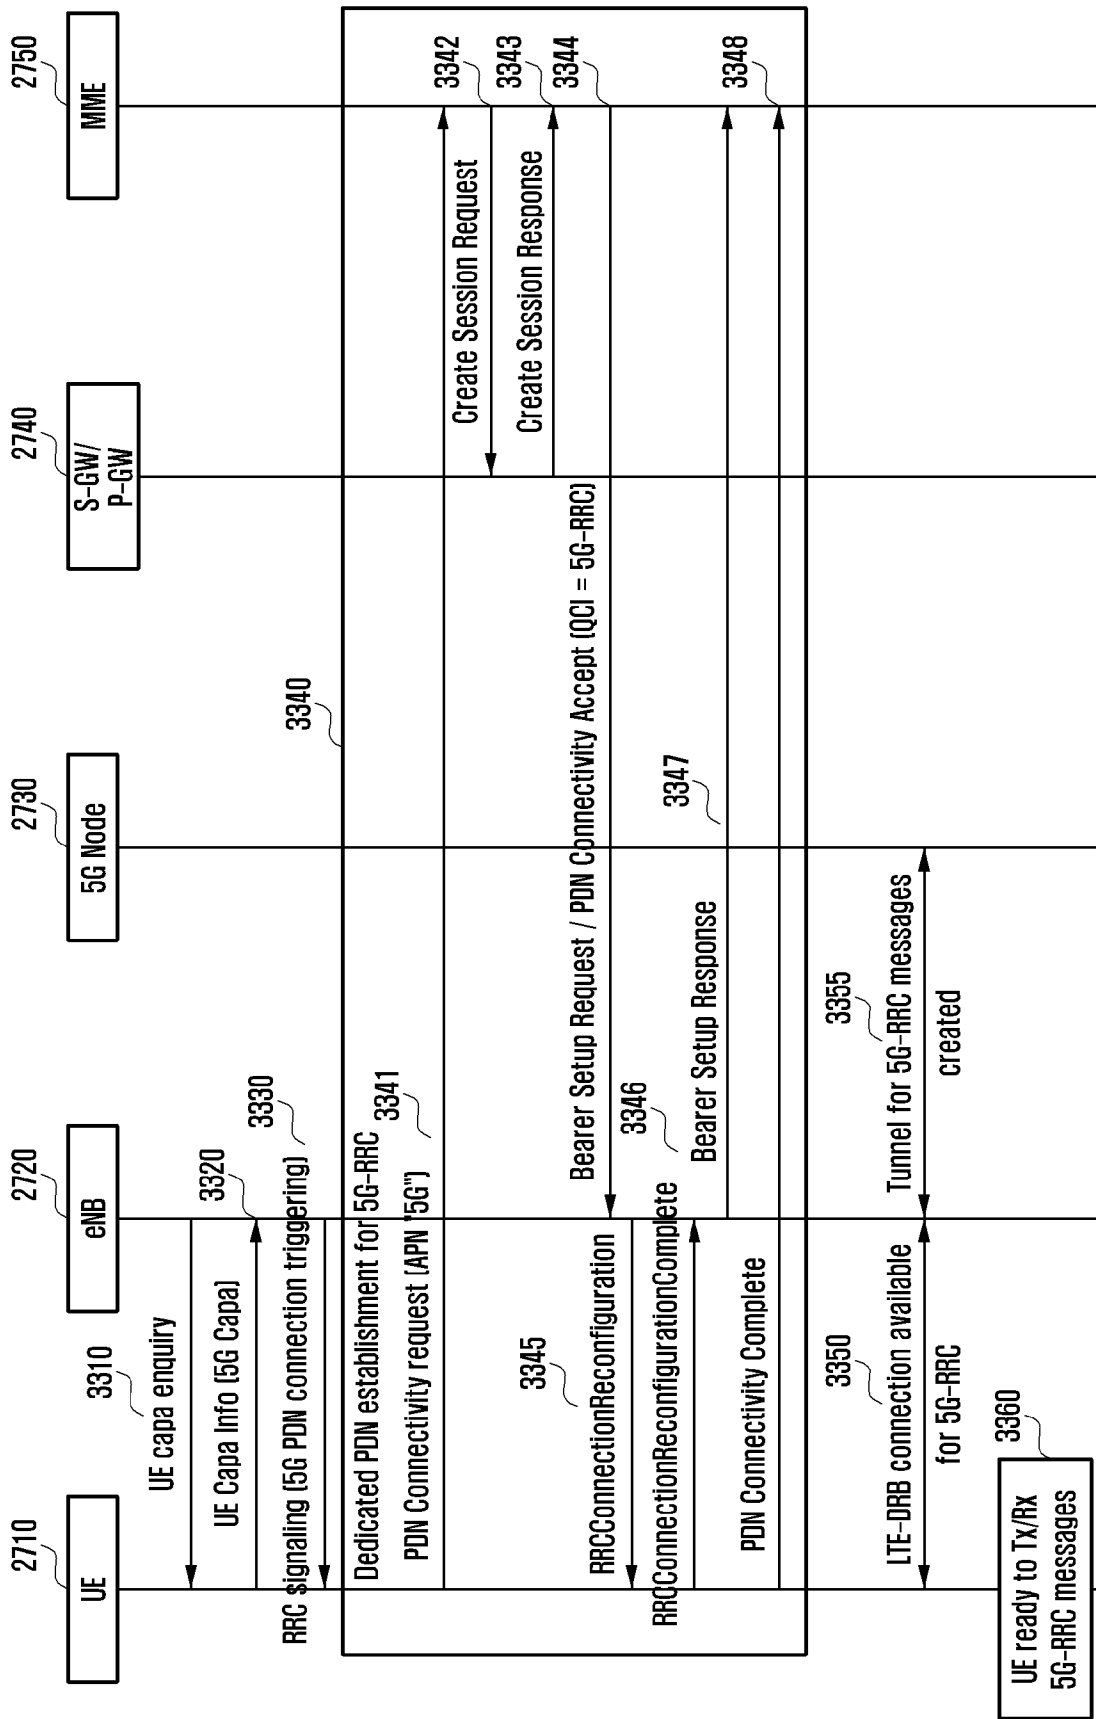 2710
UE
2720
eNB
2730
5G Node
2740
S-GW/
P-GW
2750
MME
3310
UE capa enquiry
UE Capa Info (5G Capa)
3320
RRC signaling (5G PDN connection triggering)
3330
3340
Dedicated PDN establishment for 5G-RRC
PDN Connectivity request (APN "5G")
3341
Create Session Request
3342
Create Session Response
3343
Bearer Setup Request / PDN Connectivity Accept (QCI = 5G-RRC)
3344
3345
RRCConnectionReconfiguration
RRCConnectionReconfigurationComplete
3346
Bearer Setup Response
3347
PDN Connectivity Complete
3348
3350
LTE-DRB connection available
for 5G-RRC
3355
Tunnel for 5G-RRC messages
created
3360
UE ready to Tx/Rx
5G-RRC messages